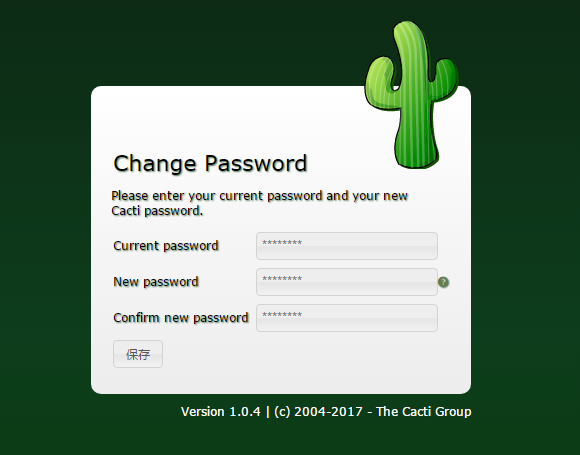 Change Password
Please enter your current password and your new
Cacti password.
Current password ********
New password ******** ?
Confirm new password ********
保存
Version 1.0.4 | (c) 2004-2017 - The Cacti Group